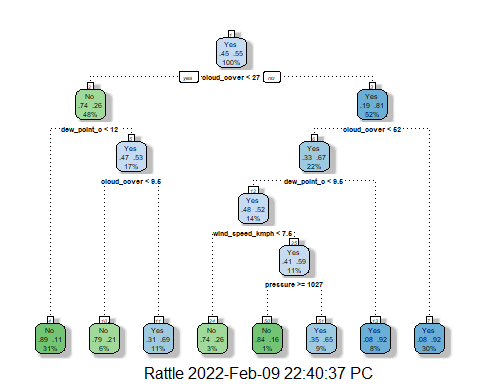 Yes
.45 .55
100%
yes
cloud_cover < 27
no
No
.74 .26
48%
Yes
.19 .81
52%
dew_point_c < 12
cloud_cover < 52
Yes
.47 .53
17%
Yes
.33 .67
22%
cloud_cover < 9.5
dew_point_c < 9.5
Yes
.48 .52
14%
wind_speed_kmph < 7.5
Yes
.41 .59
11%
pressure >= 1027
No
.89 .11
31%
No
.79 .21
6%
Yes
.31 .69
11%
No
.74 .26
3%
No
.84 .16
1%
Yes
.35 .65
9%
Yes
.08 .92
8%
Yes
.08 .92
30%
Rattle 2022-Feb-09 22:40:37 PC